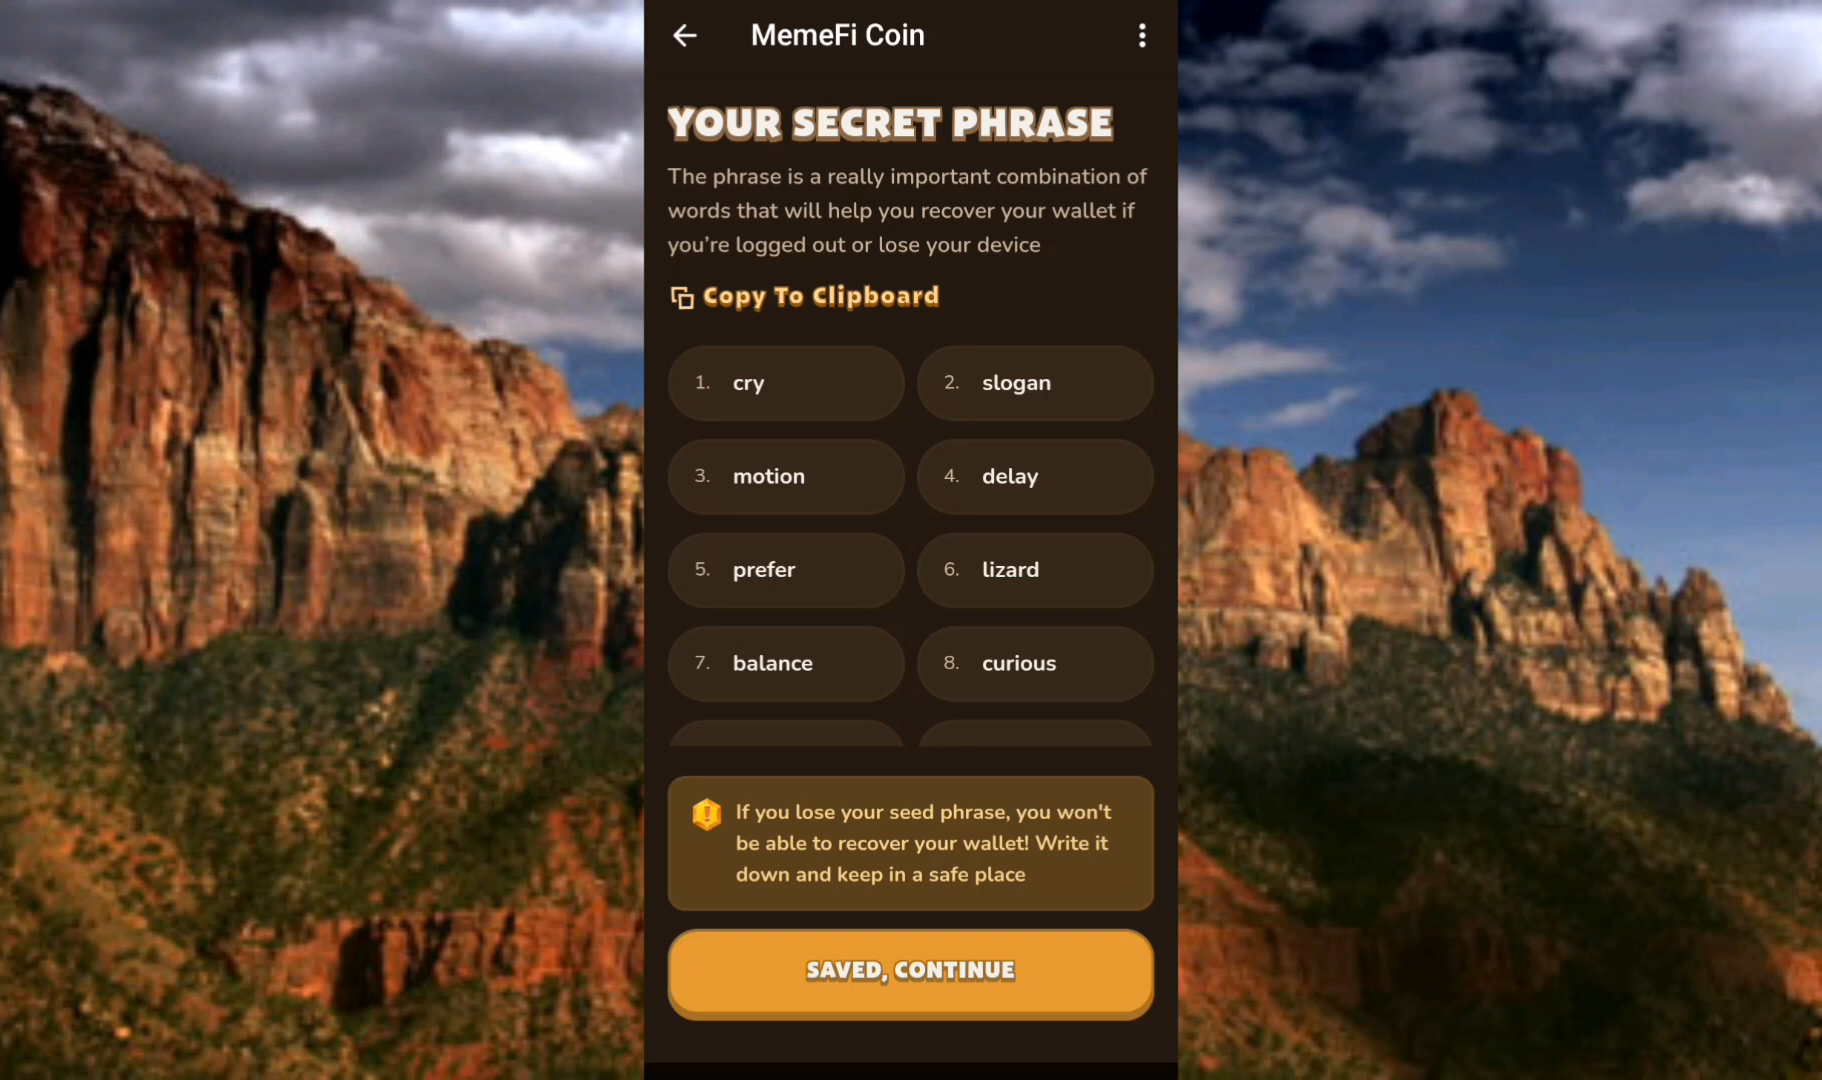 MemeFi Coin
YOUR SECRET PHRASE
The phrase is a really important combination of
words that will help you recover your wallet if
you’re logged out or lose your device
Copy To Clipboard
1. cry
2. slogan
3. motion
4. delay
5. prefer
6. lizard
7. balance
8. curious
If you lose your seed phrase, you won't
be able to recover your wallet! Write it
down and keep in a safe place
SAVED, CONTINUE